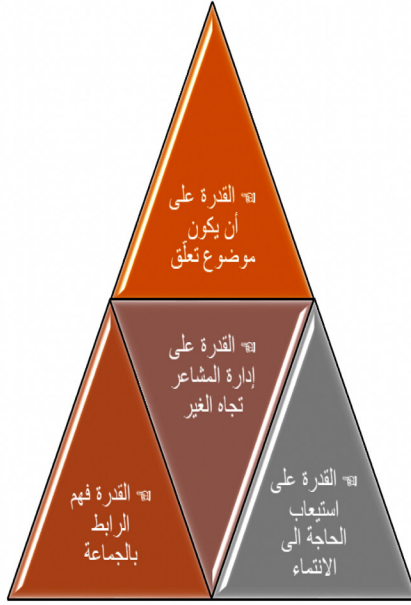 ☜ القدرة على
أن يكون
موضوع تعلّق
☜ القدرة على
إدارة المشاعر
تجاه الغير
☜ القدرة على
استيعاب
الحاجة الى
الانتماء
☜ القدرة فهم
الرابط
بالجماعة